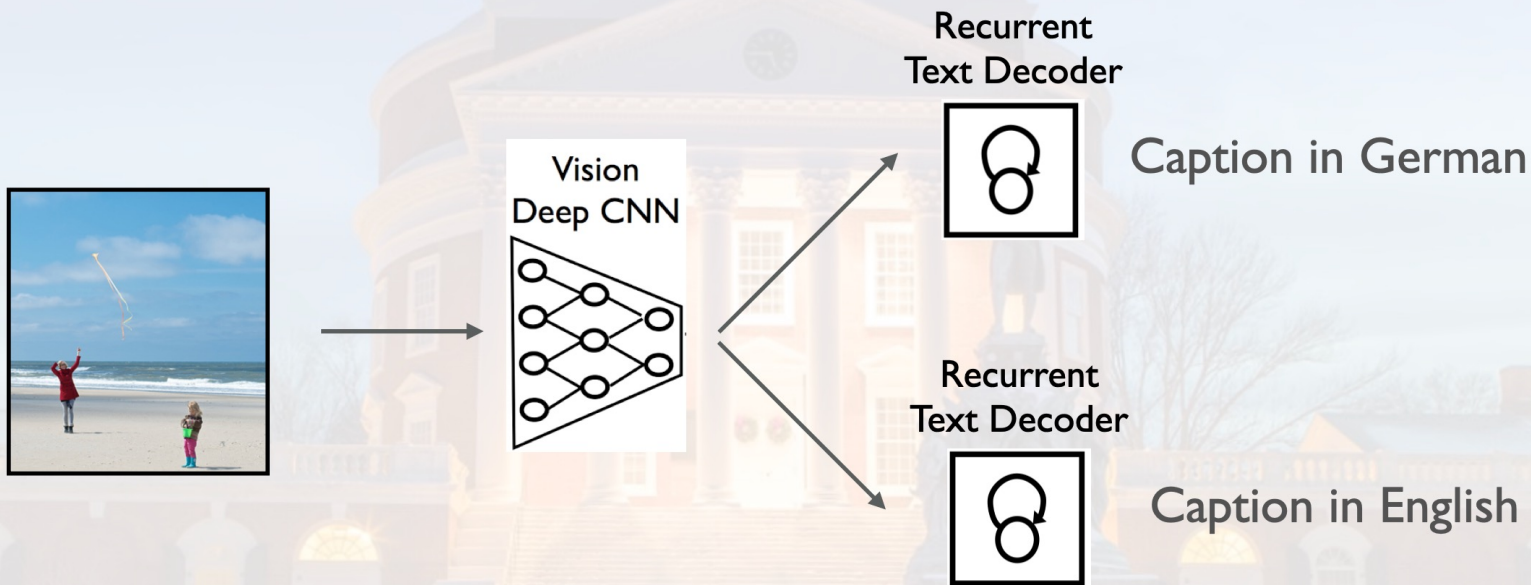 Recurrent
Text Decoder
Caption in German
Vision
Deep CNN
Recurrent
Text Decoder
Caption in English